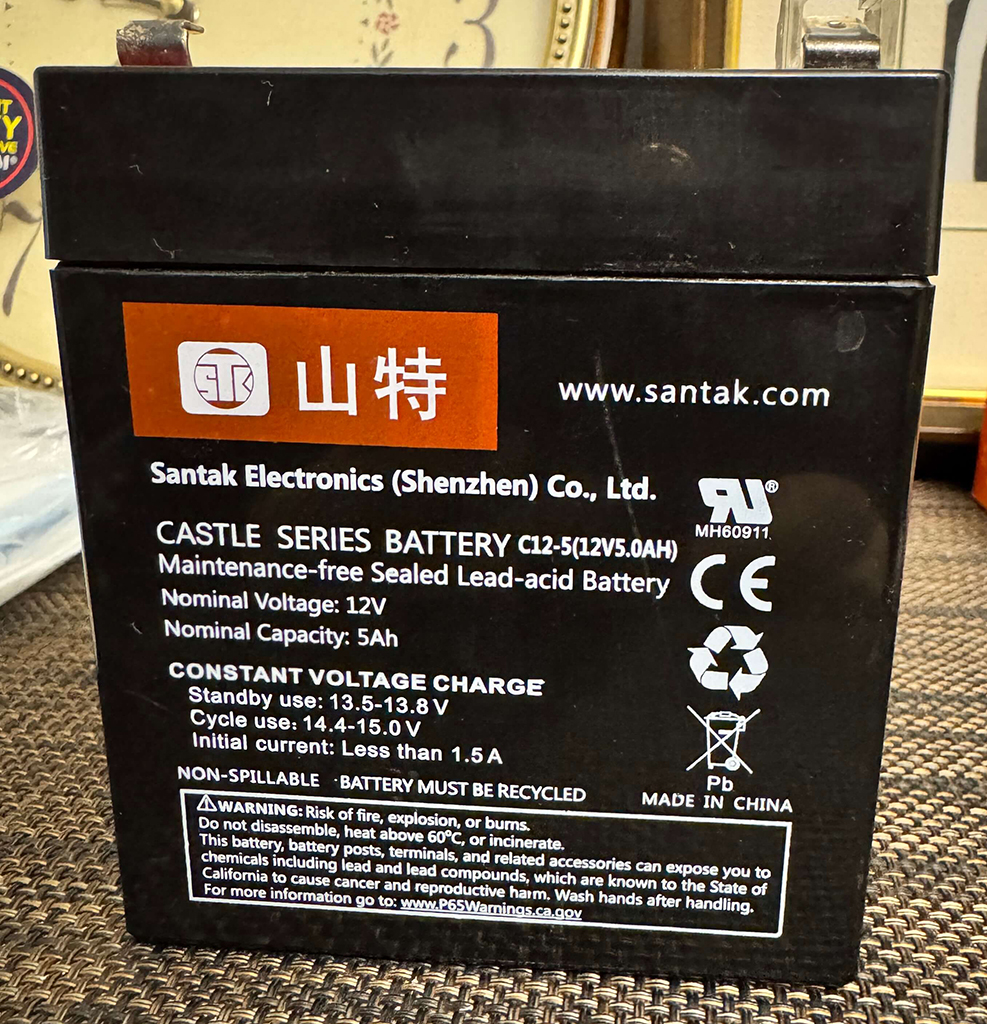 3
7
STK 山特
www.santak.com
Santak Electronics (Shenzhen) Co., Ltd.
CASTLE SERIES BATTERY C12-5(12V5.0AH)
Maintenance-free Sealed Lead-acid Battery
Nominal Voltage: 12V
Nominal Capacity: 5Ah
CONSTANT VOLTAGE CHARGE
Standby use: 13.5-13.8 V
Cycle use: 14.4-15.0 V
Initial current: Less than 1.5 A
NON-SPILLABLE ·BATTERY MUST BE RECYCLED
RU®
MH60911
CE
Pb
MADE IN CHINA
WARNING: Risk of fire, explosion, or burns.
Do not disassemble, heat above 60°C, or incinerate.
This battery, battery posts, terminals, and related accessories can expose you to
chemicals including lead and lead compounds, which are known to the State of
California to cause cancer and reproductive harm. Wash hands after handling.
For more information go to: www.P65Warnings.ca.gov